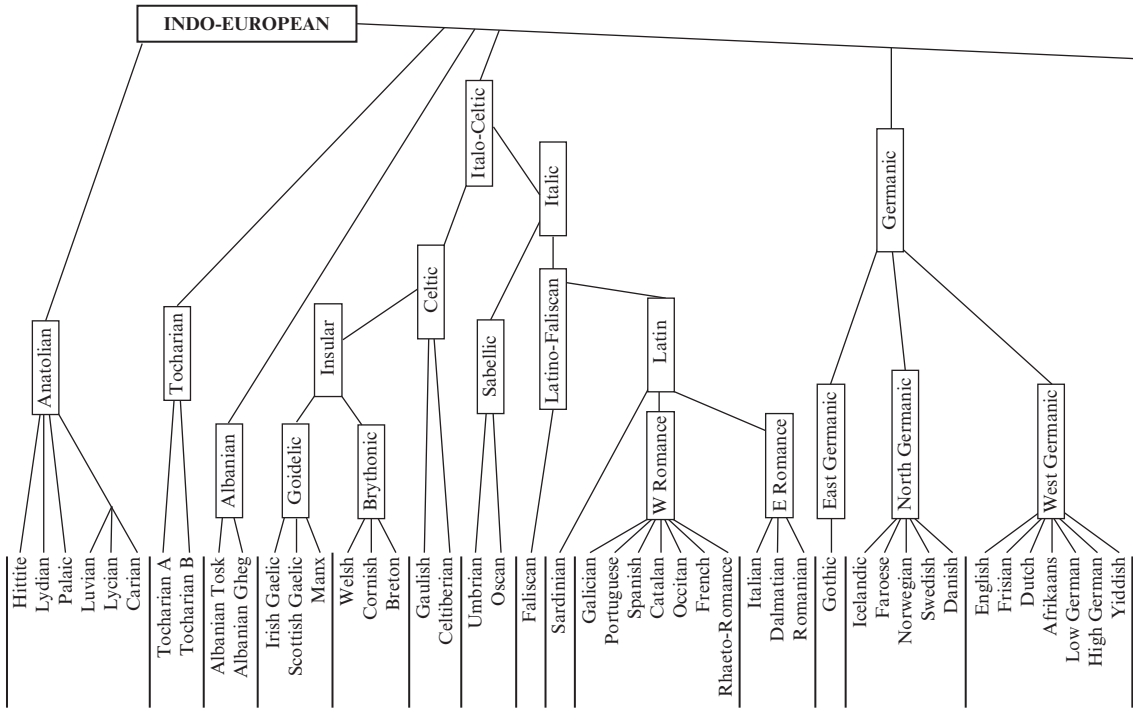 INDO-EUROPEAN
Italo-Celtic
Germanic
Italic
Celtic
Latino-Faliscan
Latin
Insular
Tocharian
Anatolian
Sabellic
East Germanic
North Germanic
West Germanic
W Romance
E Romance
Albanian
Goidelic
Brythonic
Hittite
Lydian
Palaic
Luvian
Lycian
Carian
Tocharian A
Tocharian B
Albanian Tosk
Albanian Gheg
Irish Gaelic
Scottish Gaelic
Manx
Welsh
Cornish
Breton
Gaulish
Celtiberian
Umbrian
Oscan
Faliscan
Sardinian
Galician
Portuguese
Spanish
Catalan
Occitan
French
Rhaeto-Romance
Italian
Dalmatian
Romanian
Gothic
Icelandic
Faroese
Norwegian
Swedish
Danish
English
Frisian
Dutch
Afrikaans
Low German
High German
Yiddish